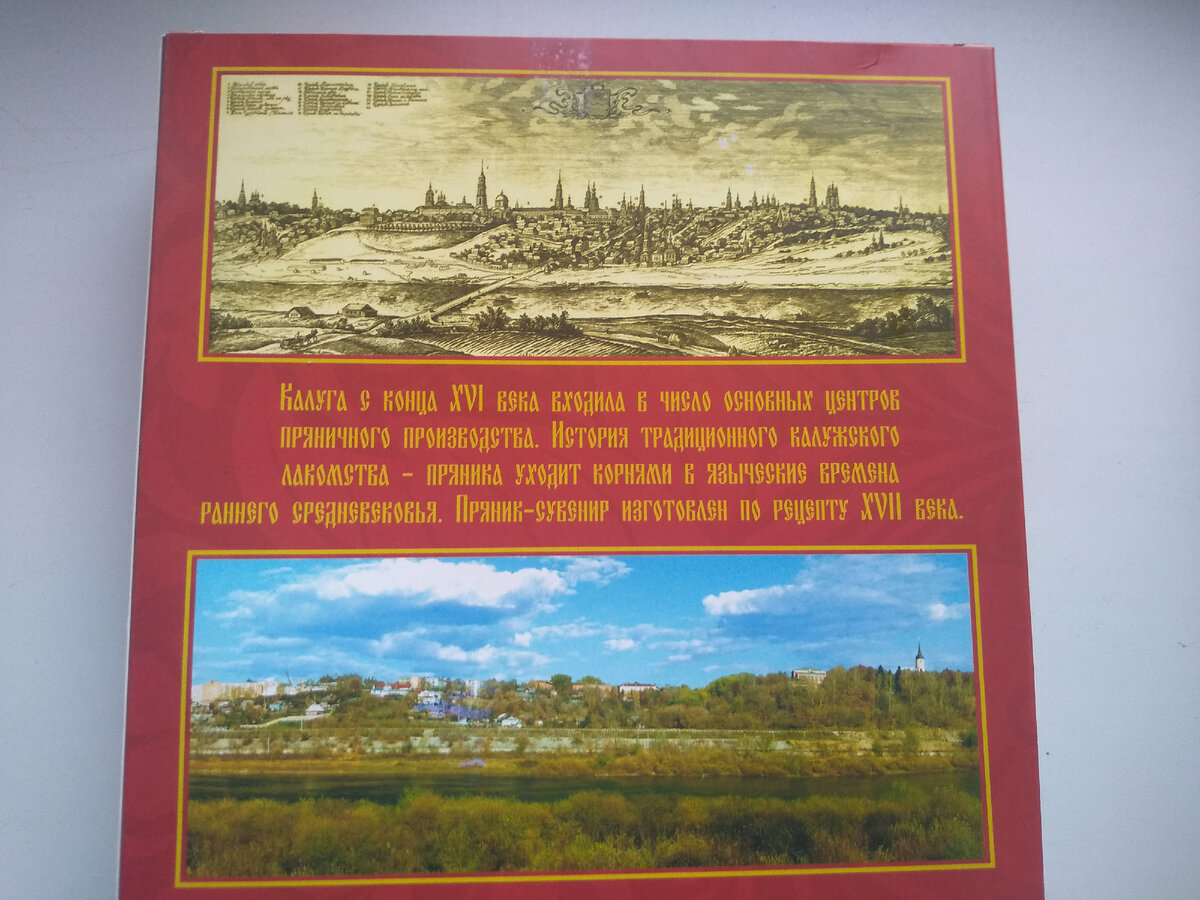 Калуга с конца XVI века входила в число основных центров
пряничного производства. История традиционного калужского
лакомства – пряника уходит корнями в языческие времена
раннего средневековья. Пряник-сувенир изготовлен по рецепту XVII века.